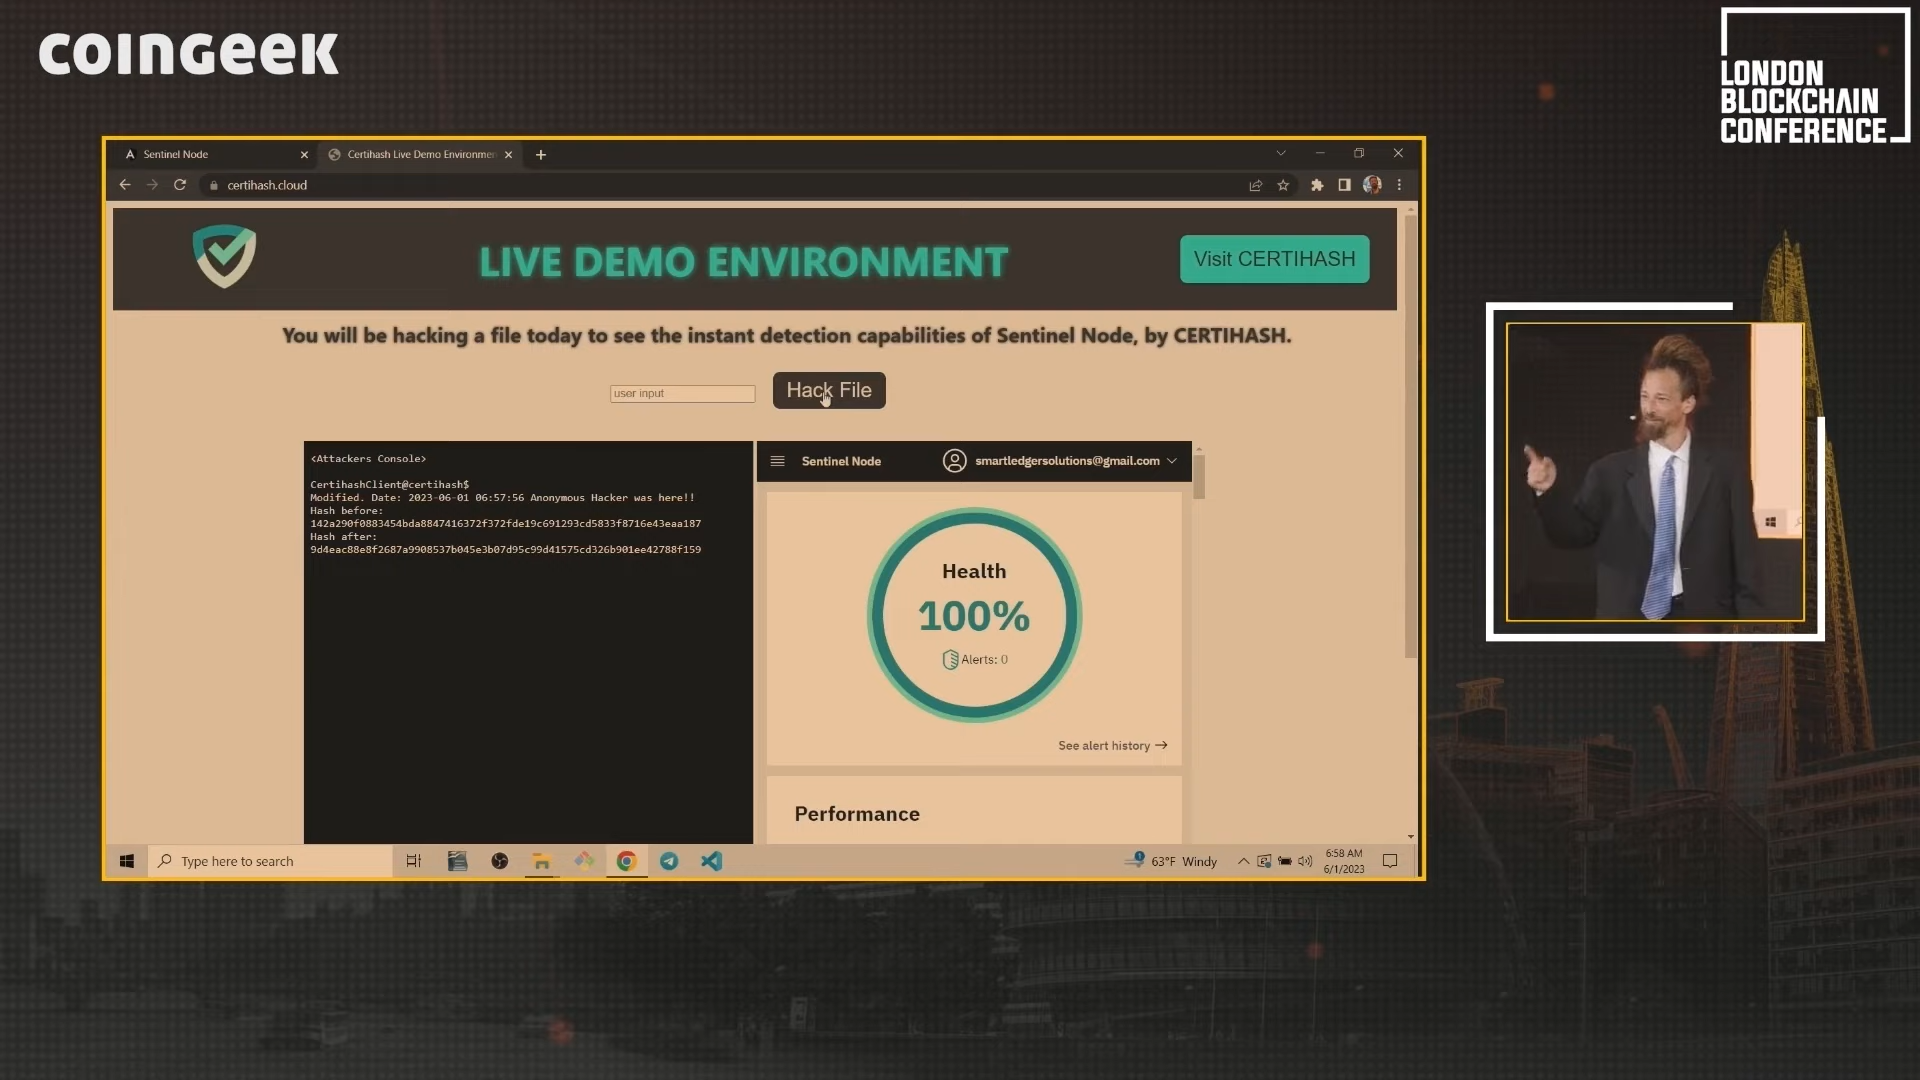 COINGEEK
LONDON
BLOCKCHAIN
CONFERENCE
Sentinel Node
Certihash Live Demo Environmen
certihash.cloud
LIVE DEMO ENVIRONMENT
Visit CERTIHASH
You will be hacking a file today to see the instant detection capabilities of Sentinel Node, by CERTIHASH.
user input
Hack File
<Attackers Console>
CertihashClient@certihash$
Modified. Date: 2023-06-01 06:57:56 Anonymous Hacker was here!!
Hash before:
142a290f0883454bda8847416372f372fde19c691293cd5833f8716e43eaa187
Hash after:
9d4eac88e8f2687a9908537b045e3b07d95c99d41575cd326b901ee42788f159
Sentinel Node
smartledgersolutions@gmail.com
Health
100%
Alerts: 0
See alert history →
Performance
Type here to search
63°F Windy
6:58 AM
6/1/2023